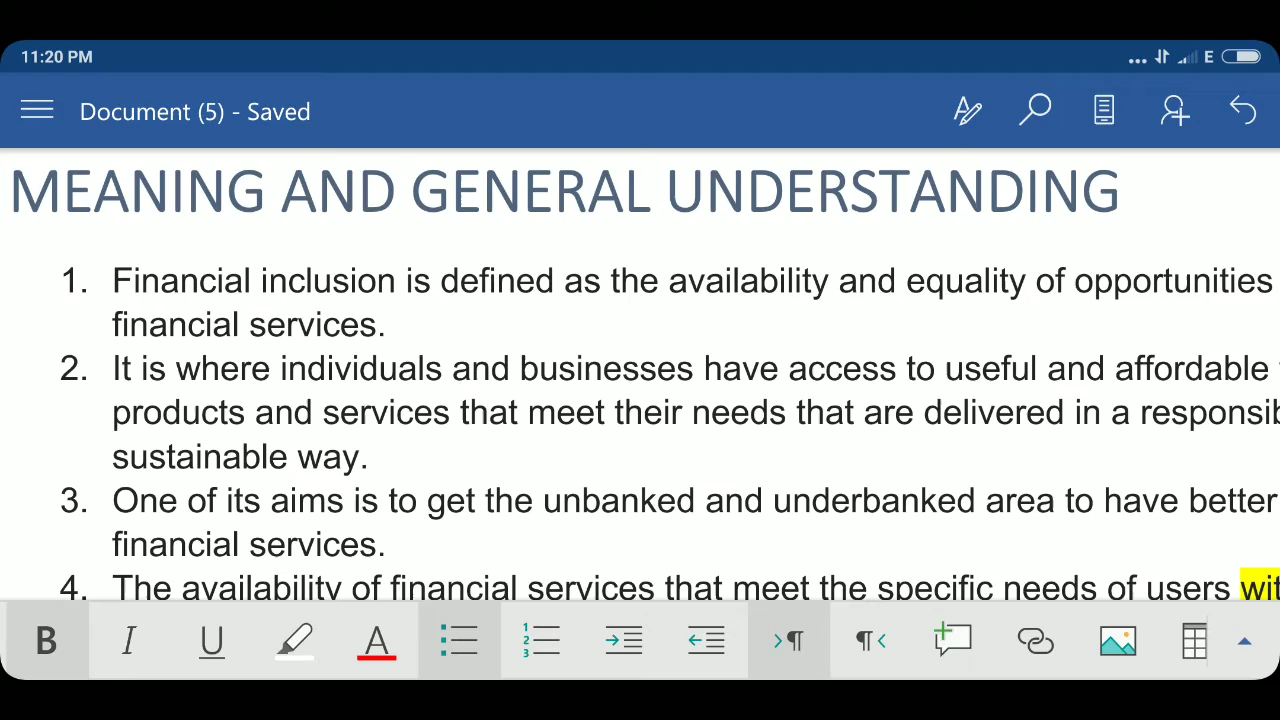 11:20 PM
E
Document (5) - Saved
MEANING AND GENERAL UNDERSTANDING
1. Financial inclusion is defined as the availability and equality of opportunities
financial services.
2. It is where individuals and businesses have access to useful and affordable
products and services that meet their needs that are delivered in a
sustainable way.
3. One of its aims is to get the unbanked and underbanked area to have better
financial services.
4. The availability of financial services that meet the specific needs of users
B I U A